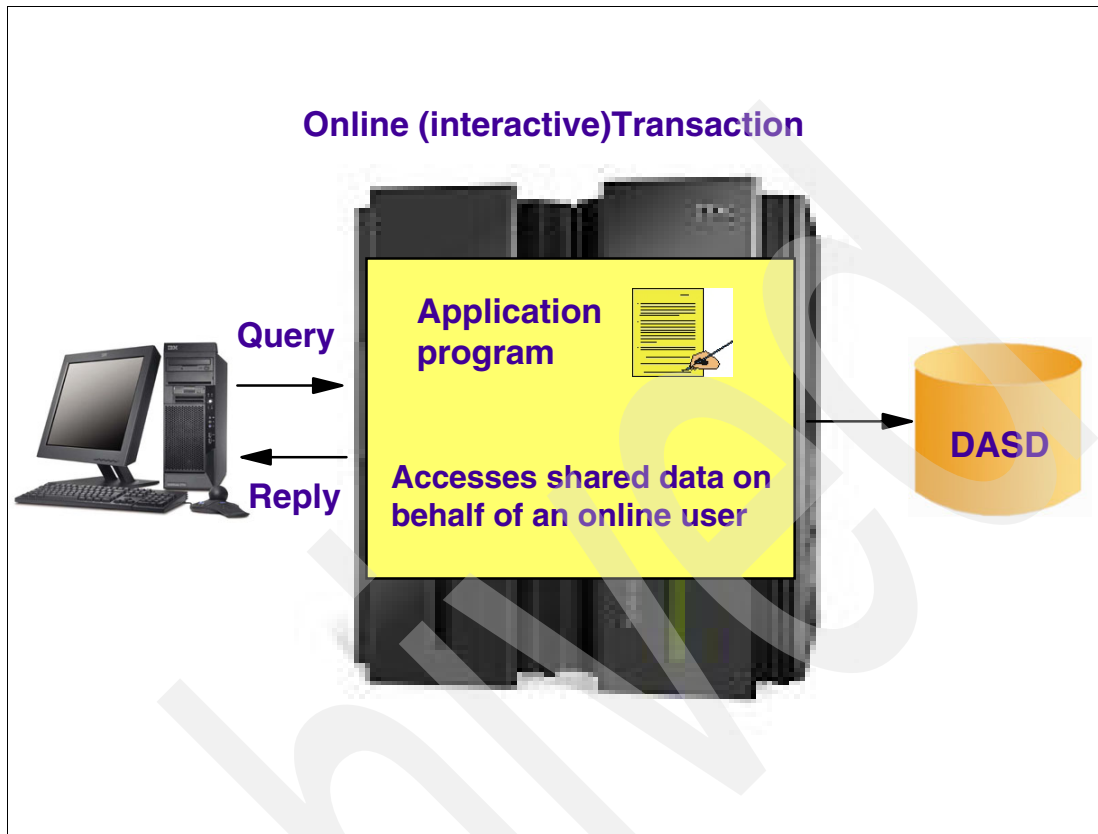 Online (interactive)Transaction
Application
program
Query
Reply
Accesses shared data on
behalf of an online user
DASD